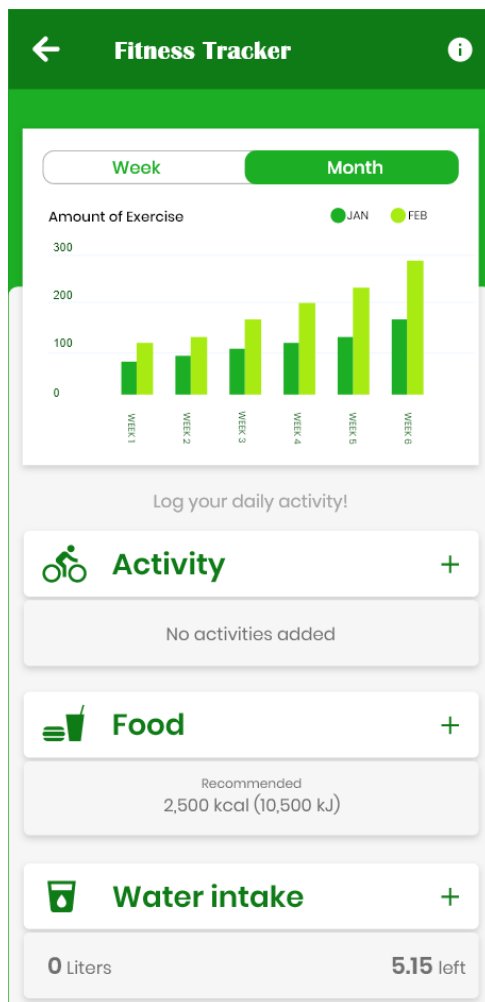 Fitness Tracker
Week Month
Amount of Exercise JAN FEB
300
200
100
0
WEEK 1 WEEK 2 WEEK 3 WEEK 4 WEEK 5 WEEK 6
Log your daily activity!
Activity +
No activities added
Food +
Recommended
2,500 kcal (10,500 kJ)
Water intake +
0 Liters 5.15 left